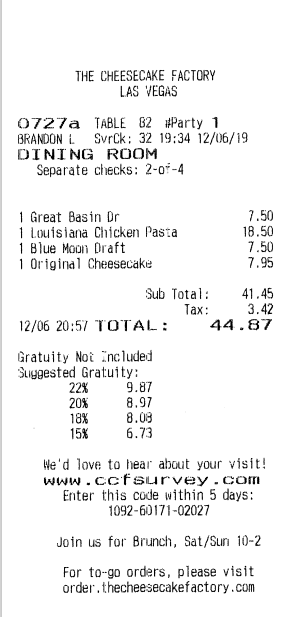 THE CHEESECAKE FACTORY
LAS VEGAS
0727a TABLE 82 #Party 1
BRANDON L SvrCk: 32 19:34 12/06/19
DINING ROOM
Separate checks: 2-of-4
1 Great Basin Dr 7.50
1 Louisiana Chicken Pasta 18.50
1 Blue Moon Draft 7.50
1 Original Cheesecake 7.95
Sub Total: 41.45
Tax: 3.42
12/06 20:57 TOTAL: 44.87
Gratuity Not Included
Suggested Gratuity:
22% 9.87
20% 8.97
18% 8.08
15% 6.73
We'd love to hear about your visit!
www.ccfsurvey.com
Enter this code within 5 days:
1092-60171-02027
Join us for Brunch, Sat/Sun 10-2
For to-go orders, please visit
order.thecheesecakefactory.com